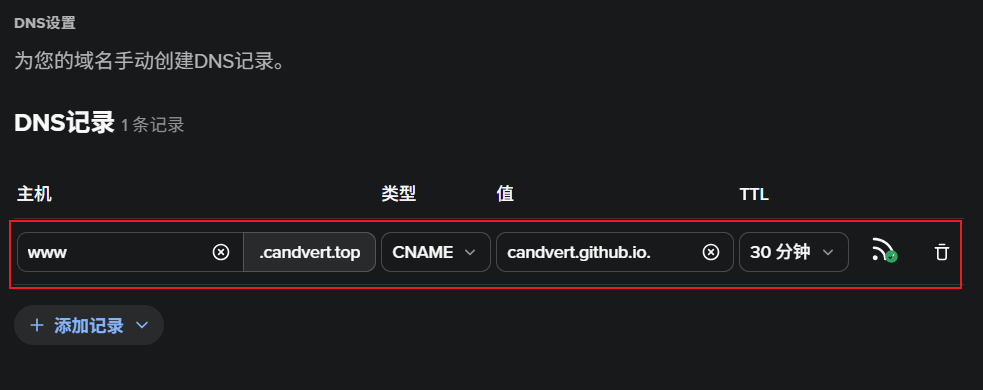 DNS设置
为您的域名手动创建DNS记录。
DNS记录 1 条记录
主机 类型 值 TTL
www .candvert.top CNAME candvert.github.io. 30 分钟
添加记录